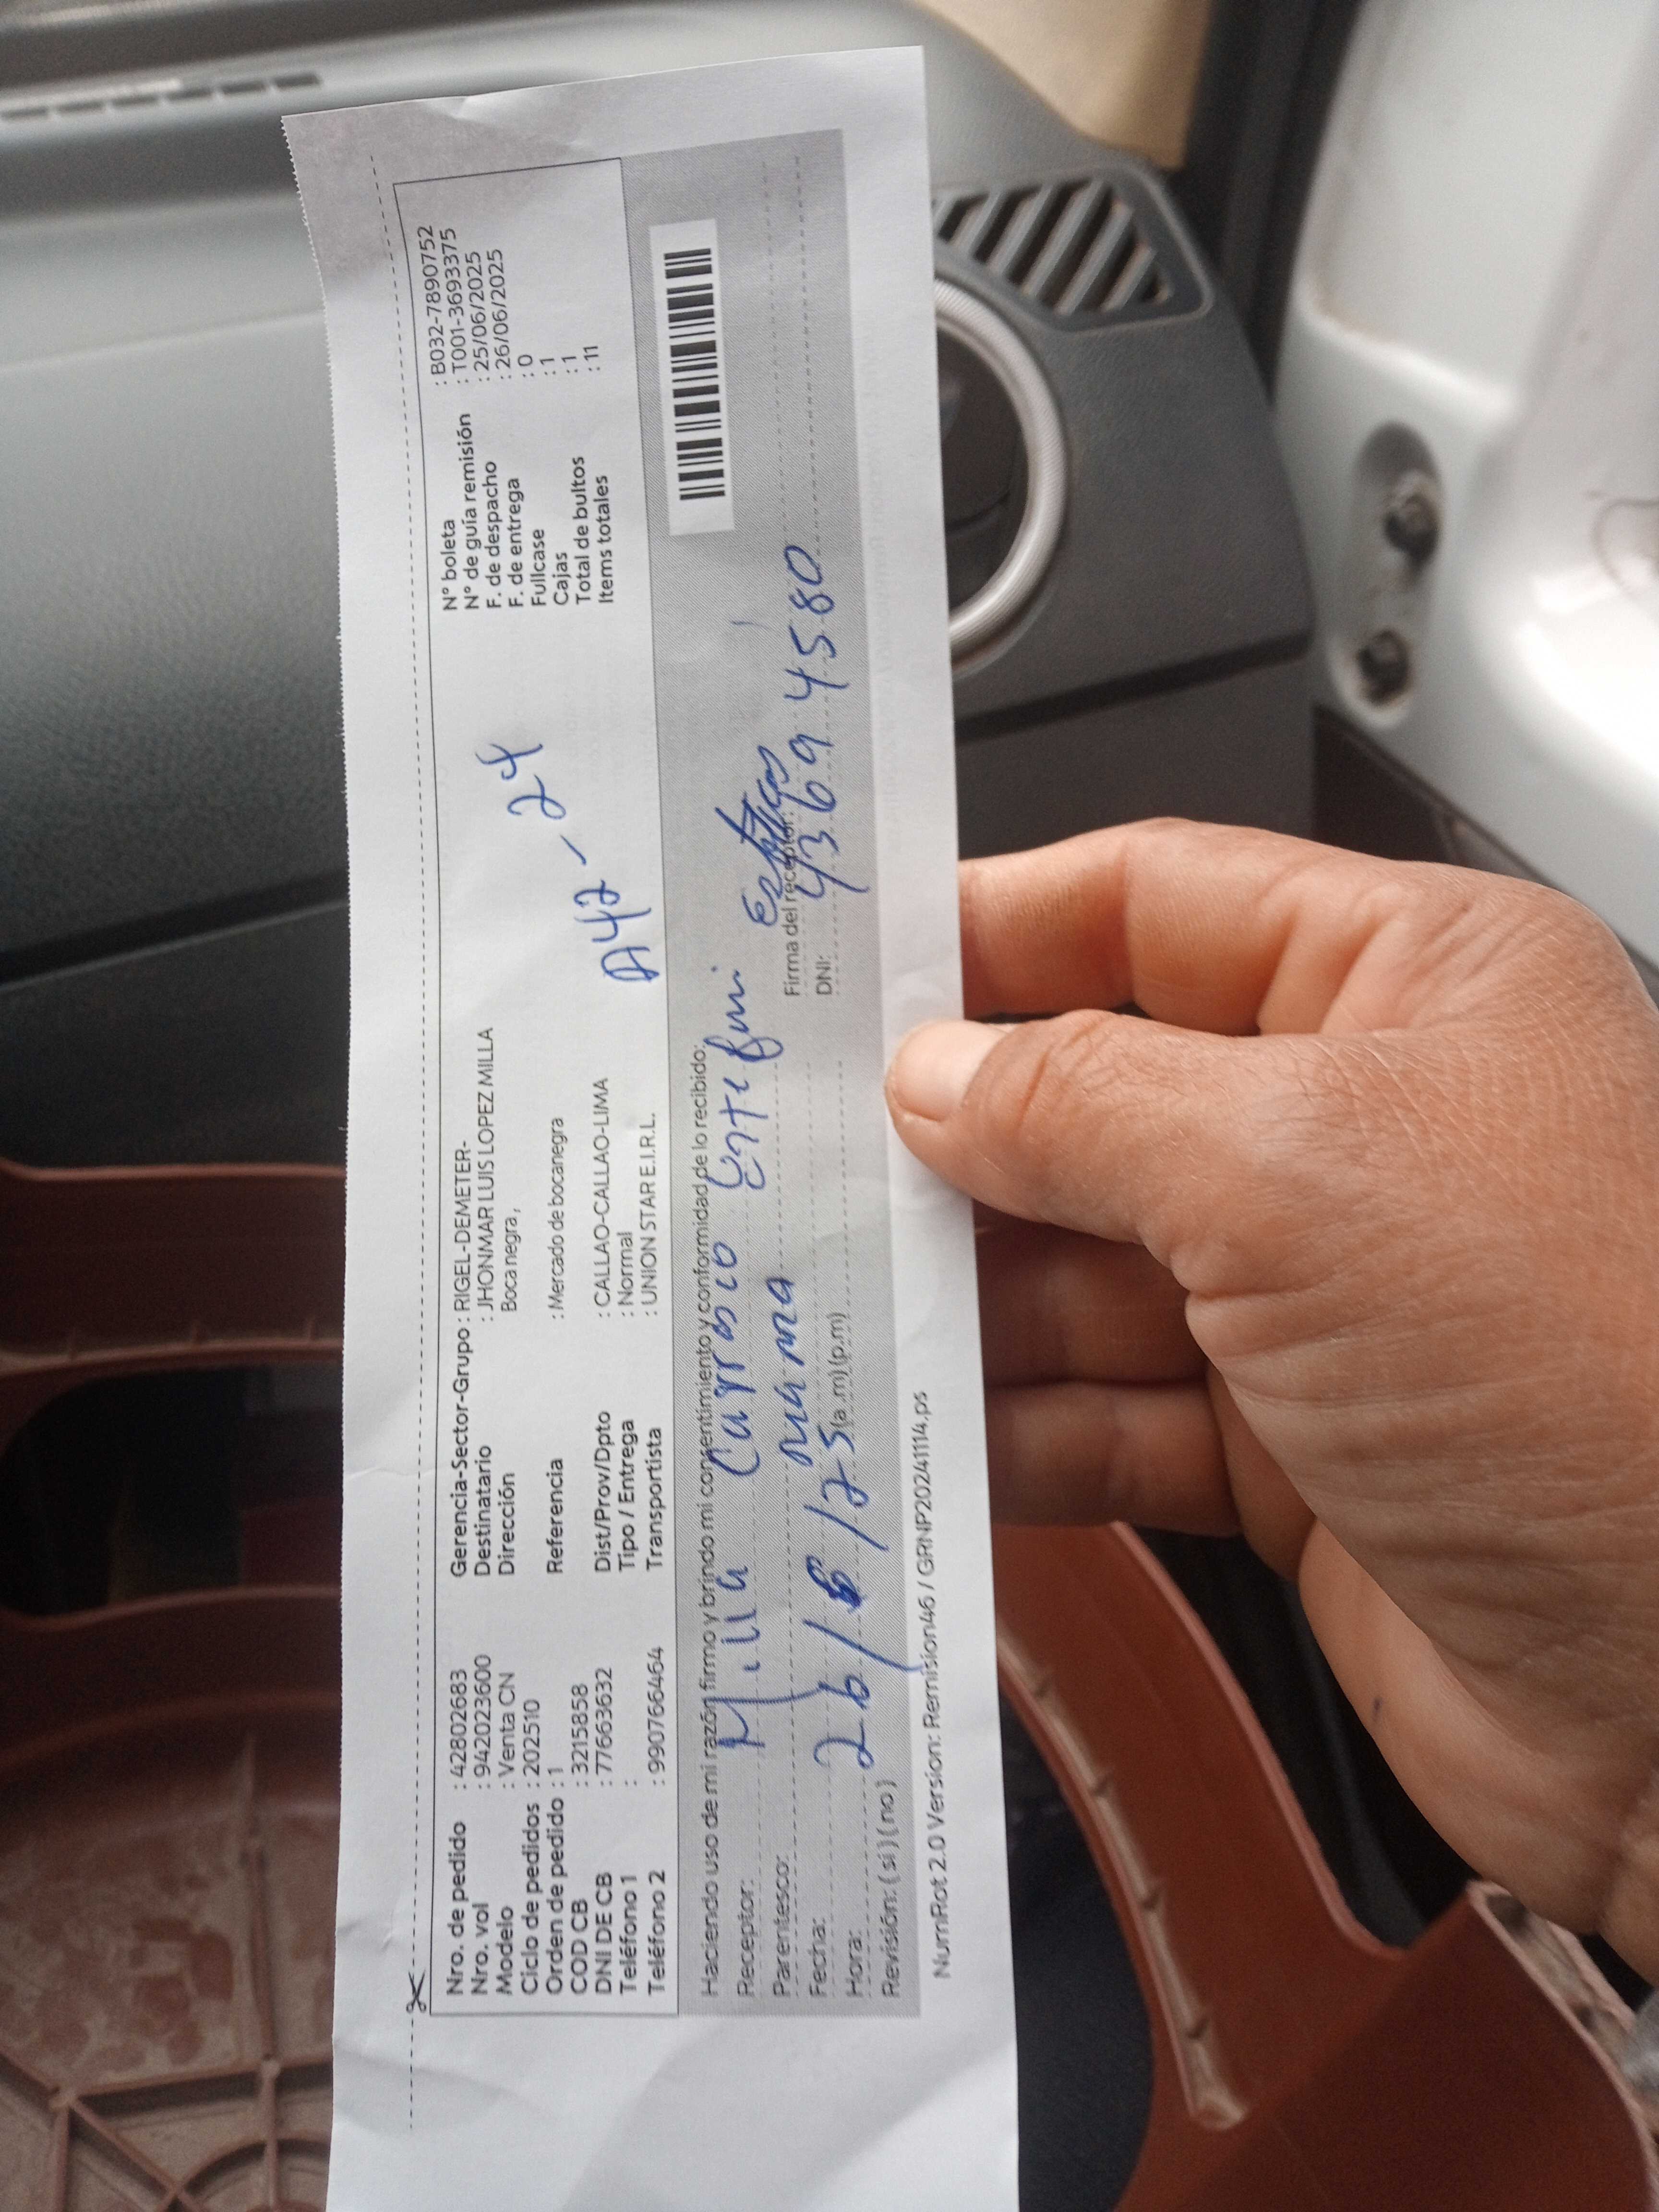 Nro. de pedido : 42802683
Nro. vol : 942023600
Modelo : Venta CN
Ciclo de pedidos : 202510
Orden de pedido : 1
COD CB : 3215858
DNI DE CB : 77663632
Teléfono 1 :
Teléfono 2 : 990766464
Gerencia-Sector-Grupo : RIGEL-DEMETER-
Destinatario : JHONMAR LUIS LOPEZ MILLA
Dirección Bocanegra,
Referencia : Mercado de bocanegra
Dist/Prov/Dpto : CALLAO-CALLAO-LIMA
Tipo / Entrega : Normal
Transportista : UNION STAR E.I.R.L.
A42 - 24
N° boleta : B032-7890752
N° de guía remisión : T001-3693375
F. de despacho : 25/06/2025
F. de entrega : 26/06/2025
Fullcase : 0
Cajas : 1
Total de bultos : 1
Items totales : 11
Haciendo uso de mi razón firmo y brindo mi consentimiento y conformidad de lo recibido:
Receptor: Milla Carrasco
Parentesco: mama
Fecha: 26/6/25
Hora: (a.m)(p.m)
Revisión: (si) (no)
Firma del receptor:
DNI: 43694580
NumRot 2.0 Version: Remision46 / GRNP20241114.ps